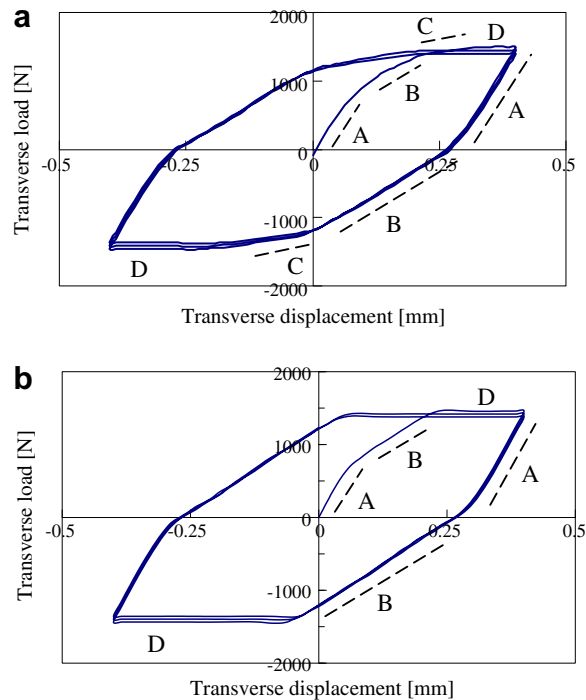 a
2000
1000
0
-1000
-2000
-0.5
-0.25
0
0.25
0.5
C
D
B
A
A
B
C
D
Transverse load [N]
Transverse displacement [mm]
b
2000
1000
0
-1000
-2000
-0.5
-0.25
0
0.25
0.5
D
B
A
A
B
D
Transverse load [N]
Transverse displacement [mm]